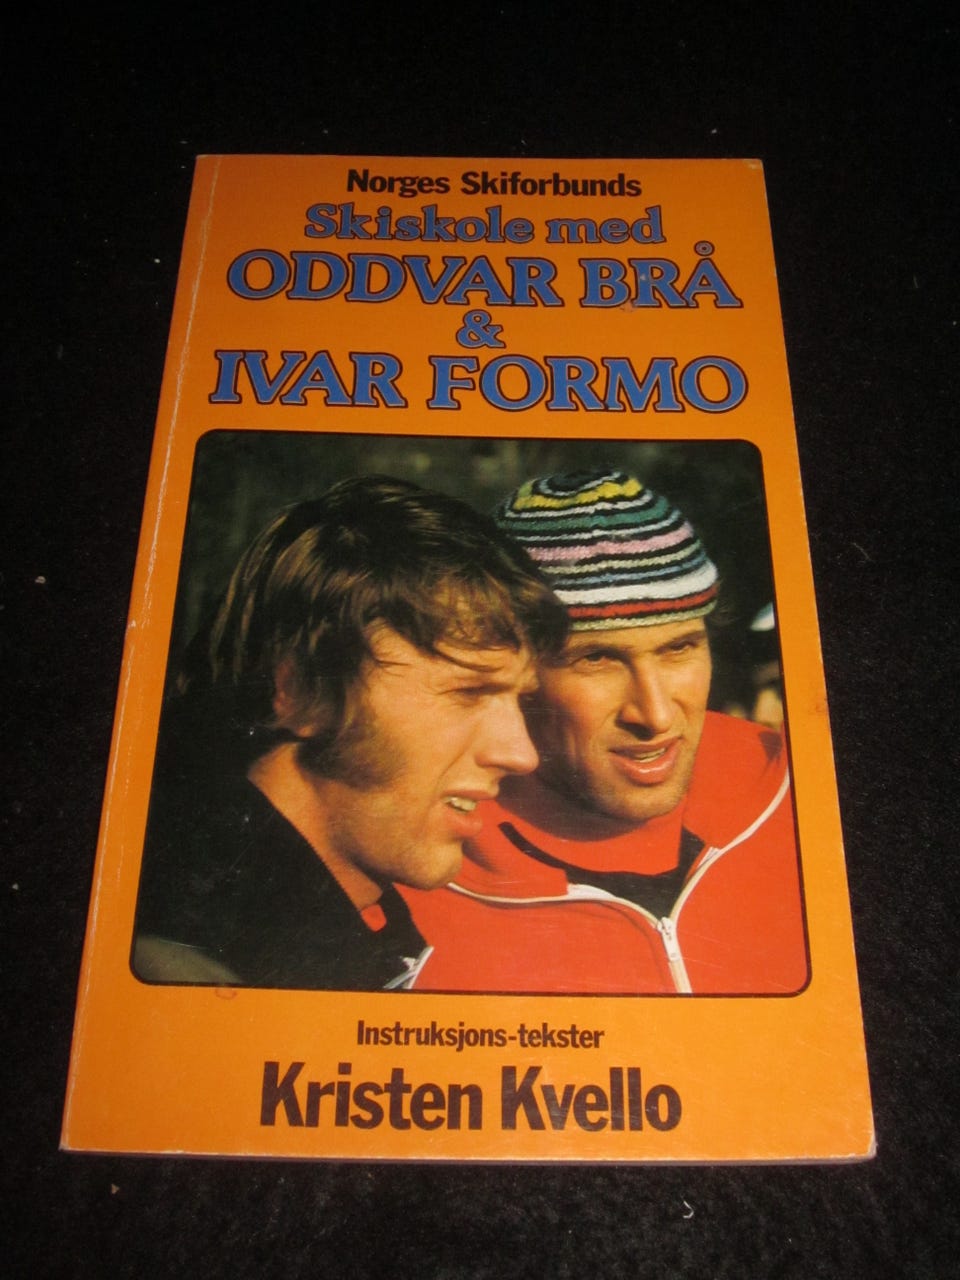 Norges Skiforbunds
Skiskole med
ODDVAR BRÅ
&
IVAR FORMO
Instruksjons-tekster
Kristen Kvello